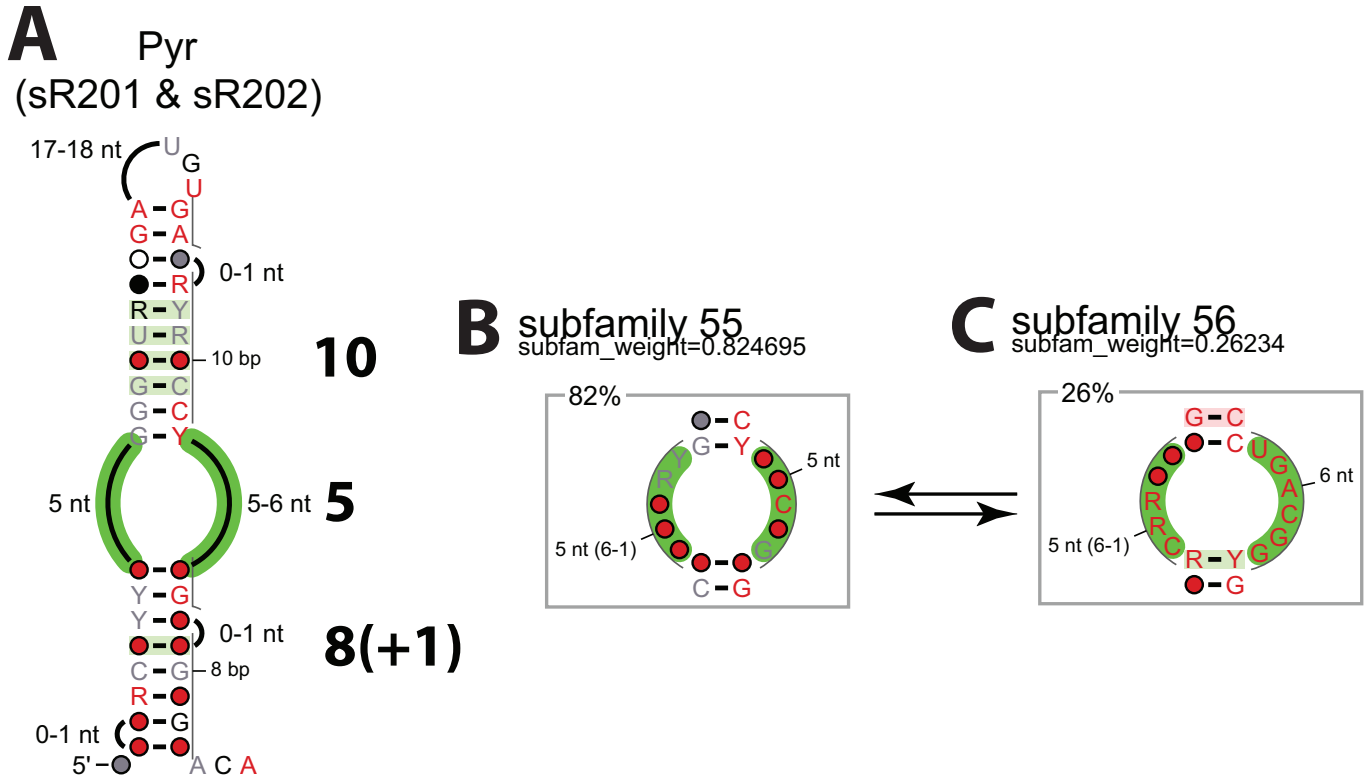 A
Pyr
(sR201 & sR202)
17-18 nt
U
G
U
A G
G A
0-1 nt
R
R Y
U R
10 bp
10
G C
G C
G Y
5 nt
5-6 nt
5
Y G
Y
0-1 nt
8(+1)
C G
8 bp
R
G
0-1 nt
5'
A C A
B
subfamily 55
subfam_weight=0.824695
82%
C
G Y
Y
R
5 nt
C
G
5 nt (6-1)
C G
C
subfamily 56
subfam_weight=0.26234
26%
G C
C
U
G
A
C
G
G
6 nt
R
R
C
5 nt (6-1)
R Y
G